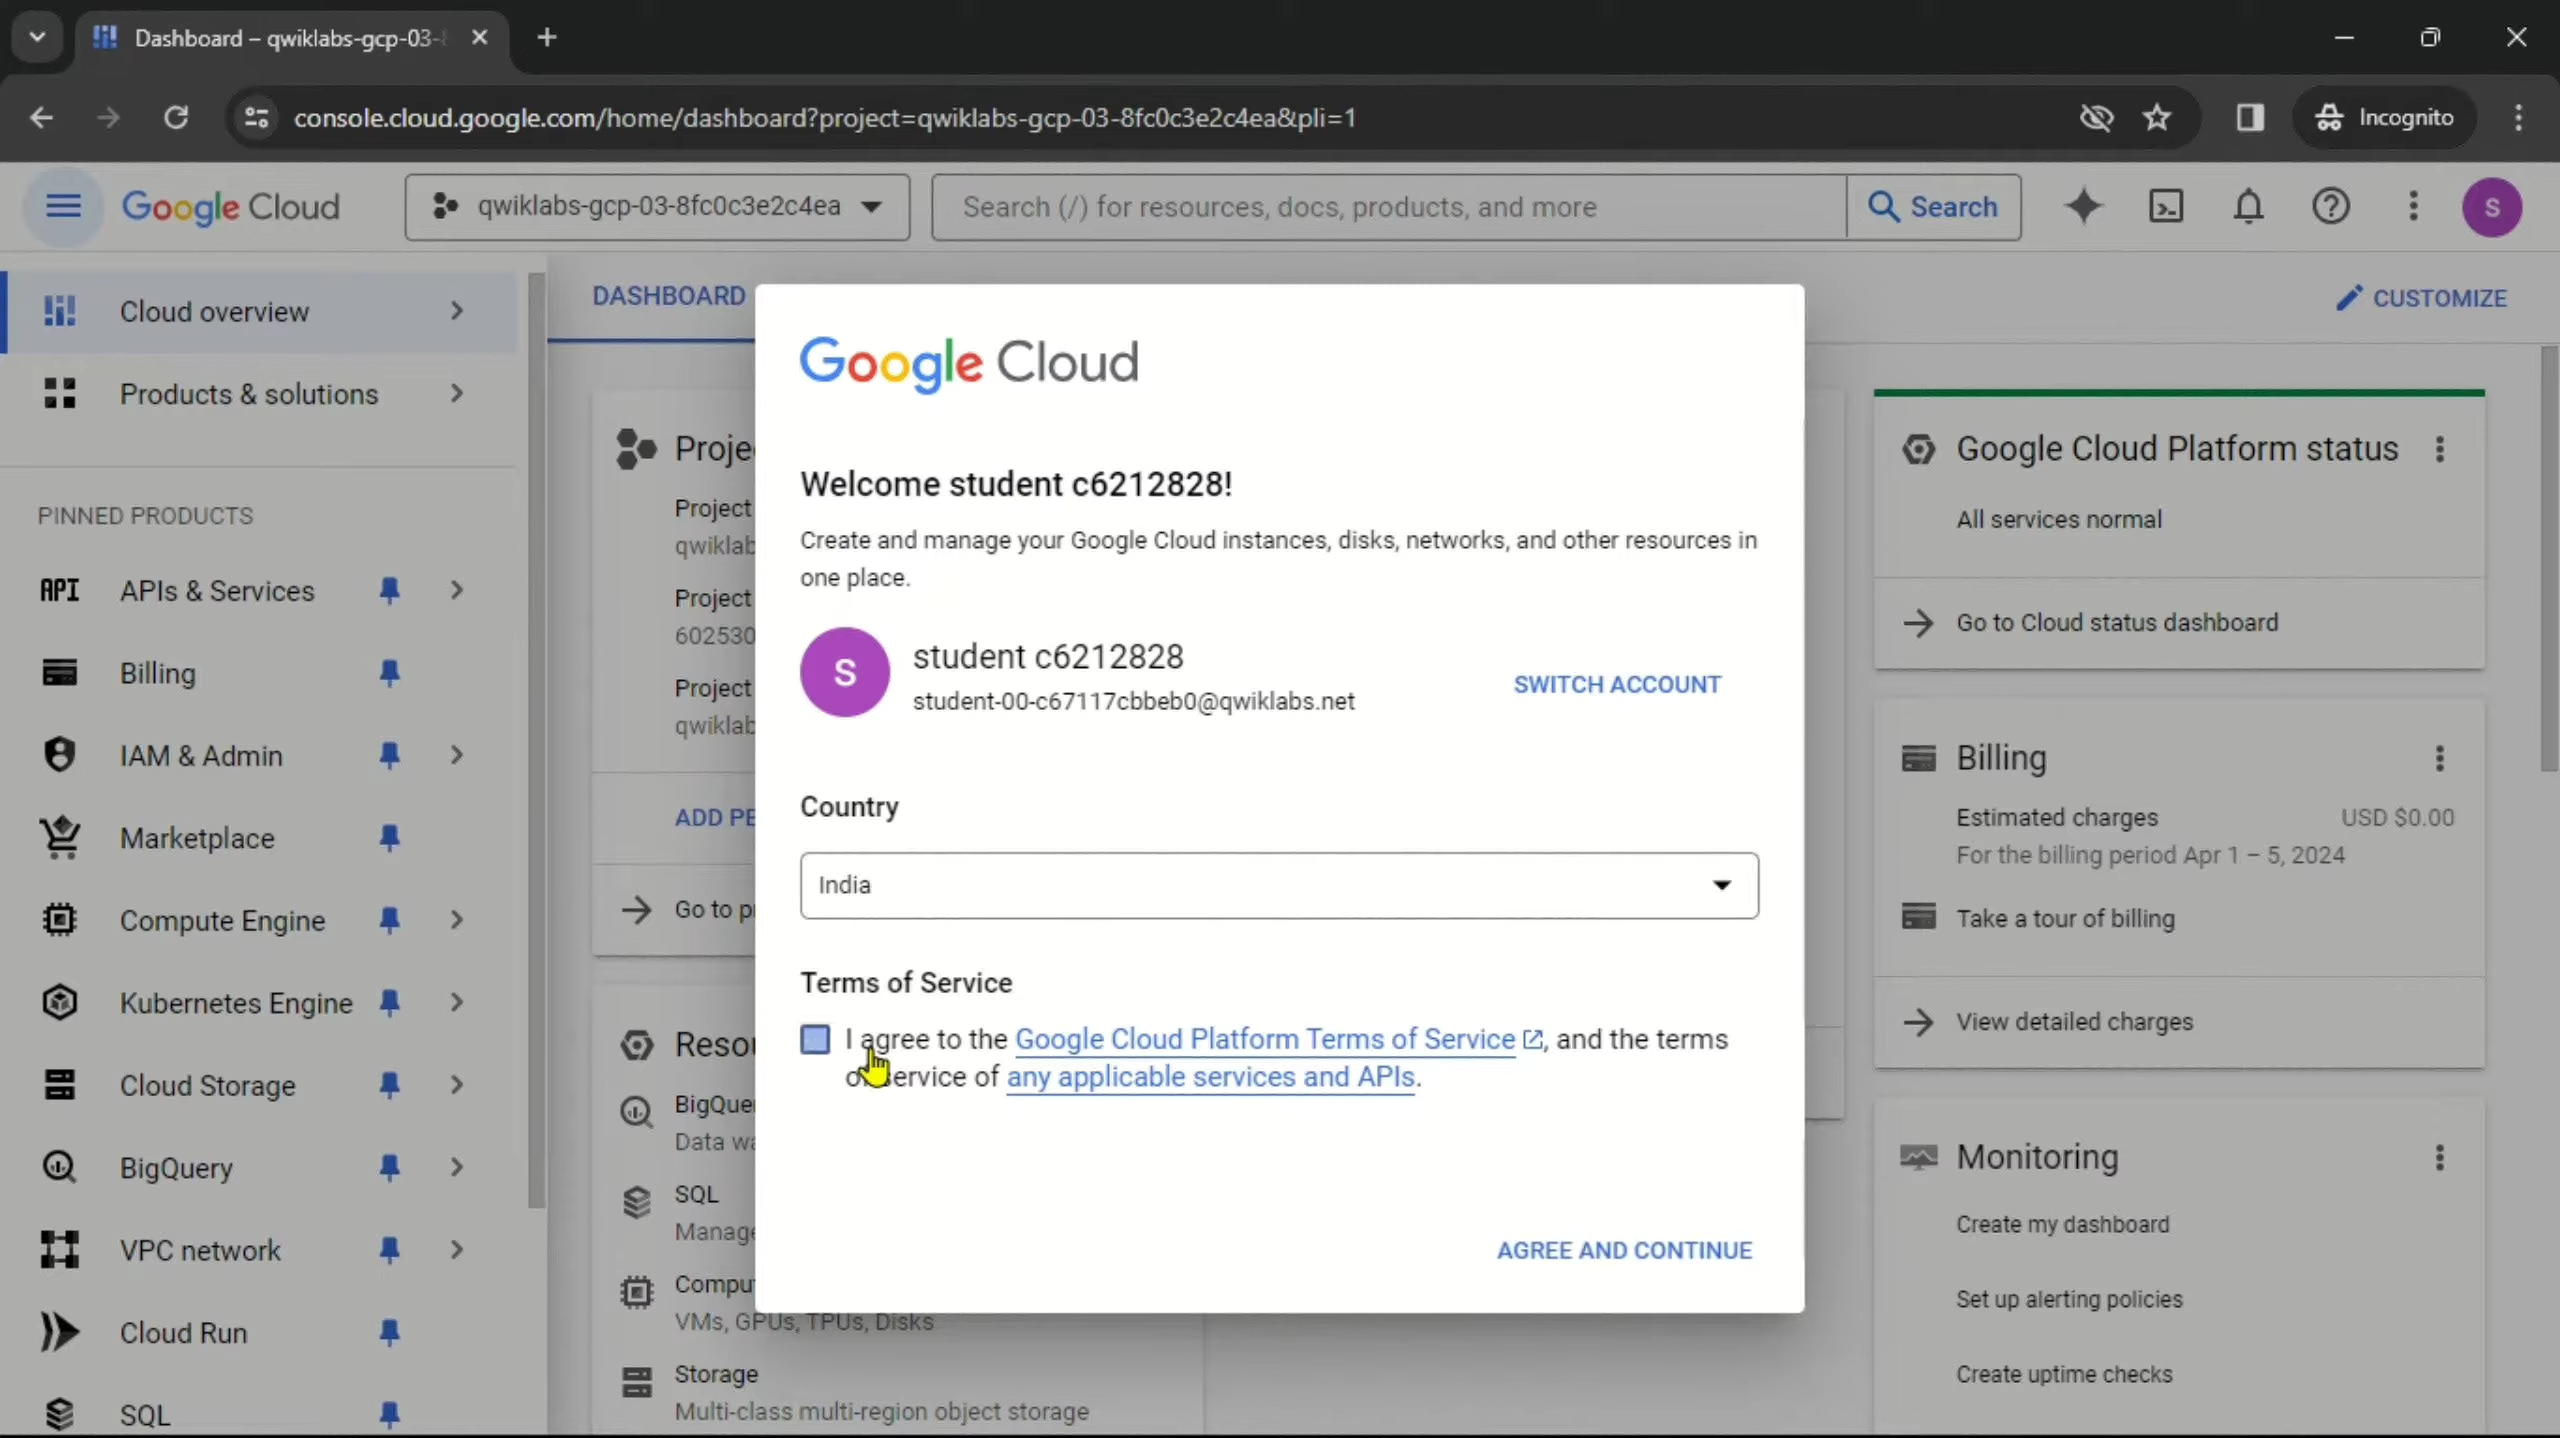 Dashboard – qwiklabs-gcp-03-
console.cloud.google.com/home/dashboard?project=qwiklabs-gcp-03-8fc0c3e2c4ea&pli=1
Incognito
Google Cloud
qwiklabs-gcp-03-8fc0c3e2c4ea
Search (/) for resources, docs, products, and more
Search
S
Cloud overview
Products & solutions
PINNED PRODUCTS
API APIs & Services
Billing
IAM & Admin
Marketplace
Compute Engine
Kubernetes Engine
Cloud Storage
BigQuery
VPC network
Cloud Run
SQL
DASHBOARD
CUSTOMIZE
Project
qwiklab
Project
602530
Project
qwiklab
ADD PE
Go to p
BigQue
Data wa
SQL
Manage
Compu
VMs, GPUs, TPUs, Disks
Storage
Multi-class multi-region object storage
Google Cloud
Welcome student c6212828!
Create and manage your Google Cloud instances, disks, networks, and other resources in
one place.
S
student c6212828
student-00-c67117cbbeb0@qwiklabs.net
SWITCH ACCOUNT
Country
India
Terms of Service
I agree to the Google Cloud Platform Terms of Service, and the terms
of service of any applicable services and APIs.
AGREE AND CONTINUE
Google Cloud Platform status
All services normal
Go to Cloud status dashboard
Billing
Estimated charges USD $0.00
For the billing period Apr 1 – 5, 2024
Take a tour of billing
View detailed charges
Monitoring
Create my dashboard
Set up alerting policies
Create uptime checks